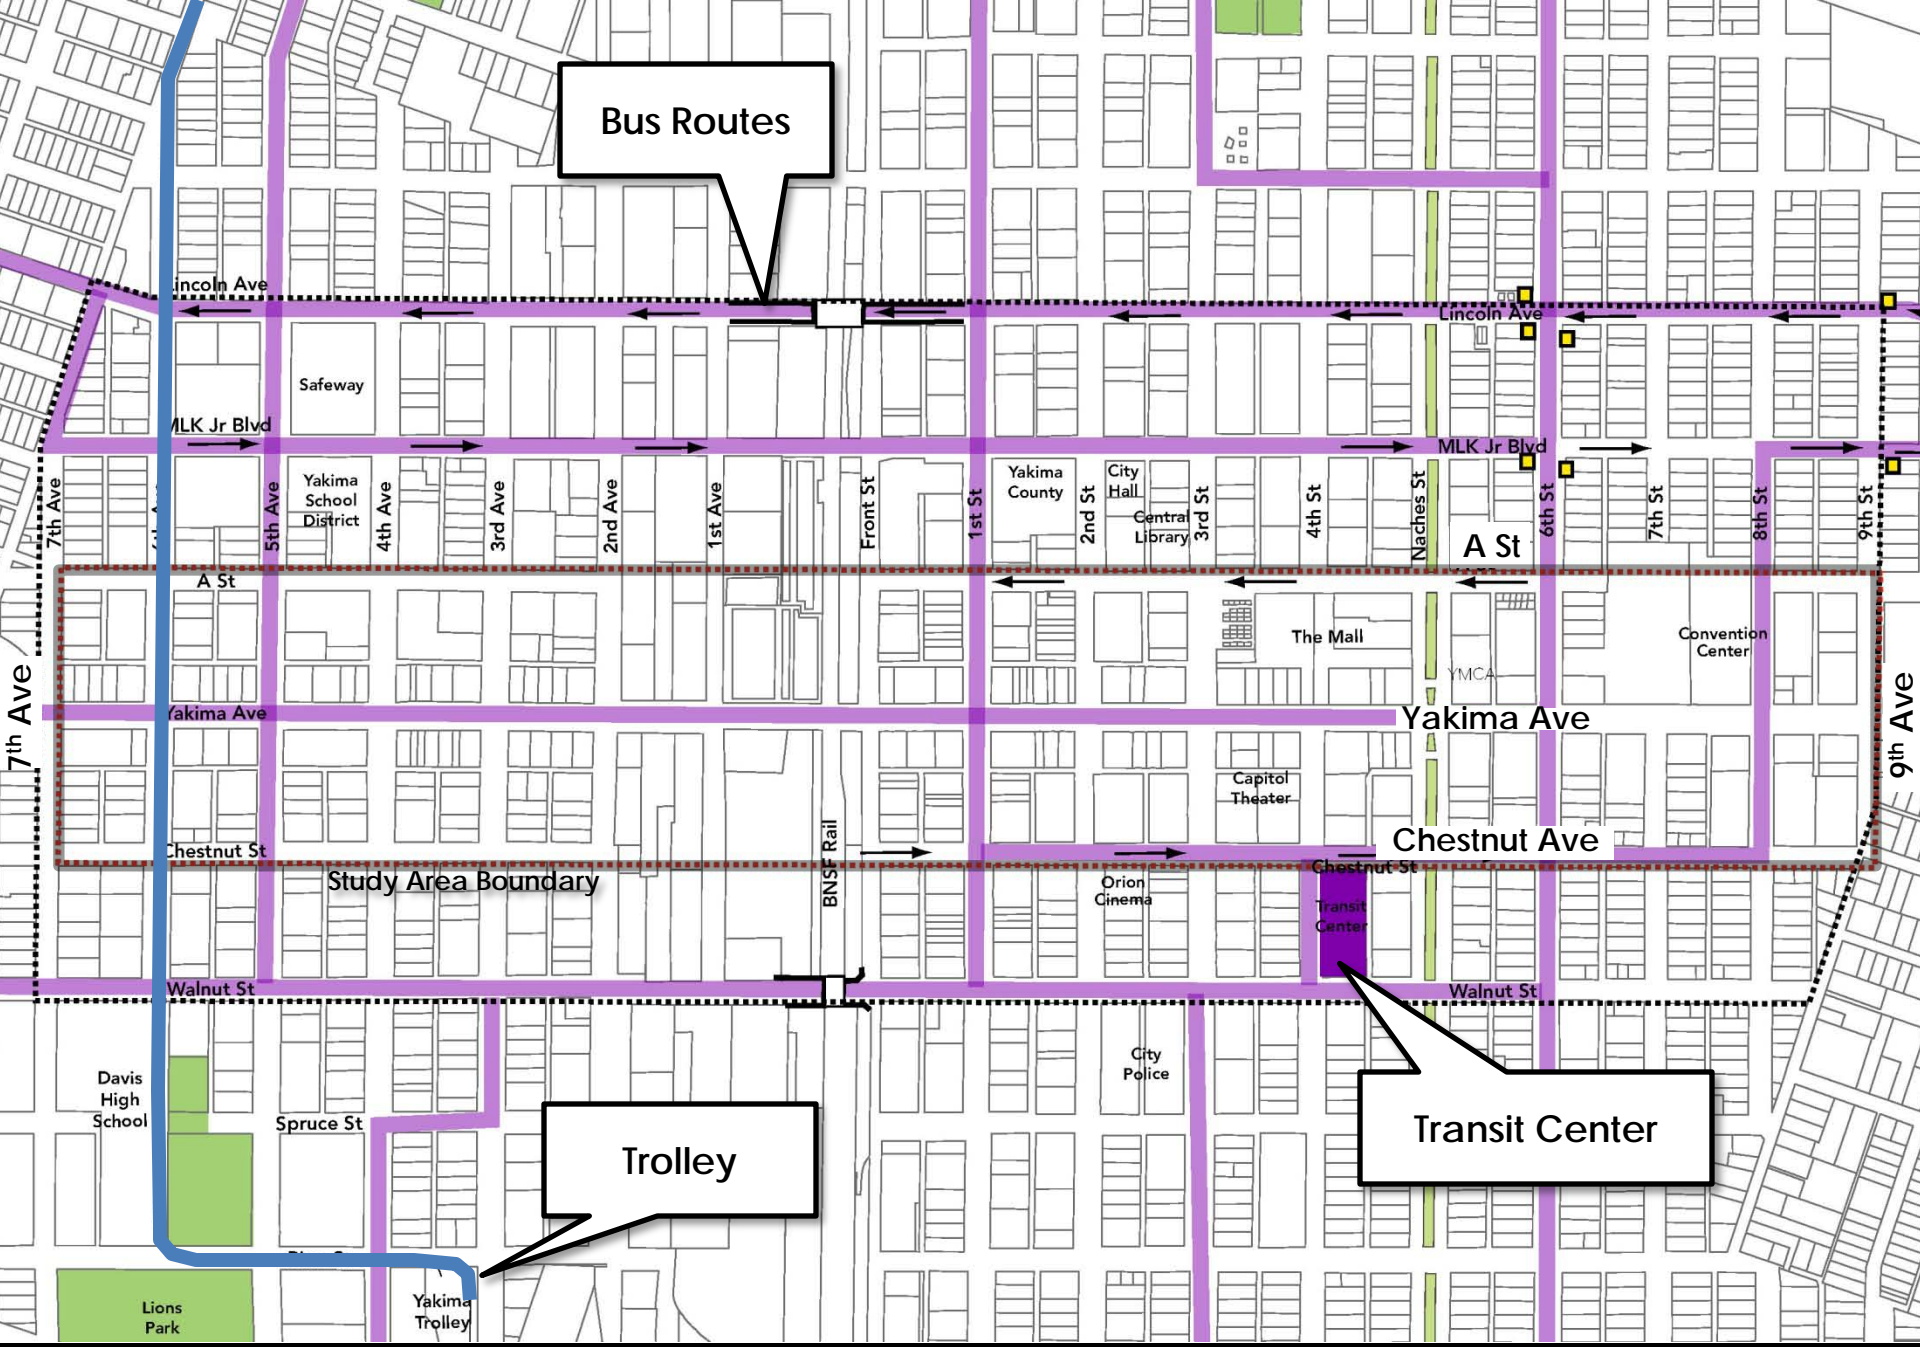 Bus Routes
Lincoln Ave
Lincoln Ave
Safeway
MLK Jr Blvd
MLK Jr Blvd
Yakima
School
District
Yakima
County
City
Hall
Central
Library
7th Ave
5th Ave
4th Ave
3rd Ave
2nd Ave
1st Ave
Front St
1st St
2nd St
3rd St
4th St
Naches St
6th St
7th St
8th St
9th St
A St
A St
The Mall
Convention
Center
YMCA
7th Ave
Yakima Ave
Yakima Ave
9th Ave
Capitol
Theater
Chestnut St
BNSF Rail
Chestnut Ave
Chestnut St
Study Area Boundary
Orion
Cinema
Transit
Center
Walnut St
Walnut St
City
Police
Davis
High
School
Spruce St
Transit Center
Trolley
Yakima
Trolley
Lions
Park